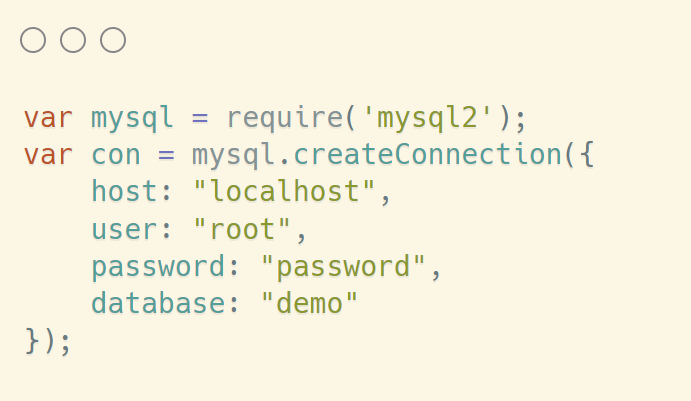 var mysql = require('mysql2');
var con = mysql.createConnection({
    host: "localhost",
    user: "root",
    password: "password",
    database: "demo"
});